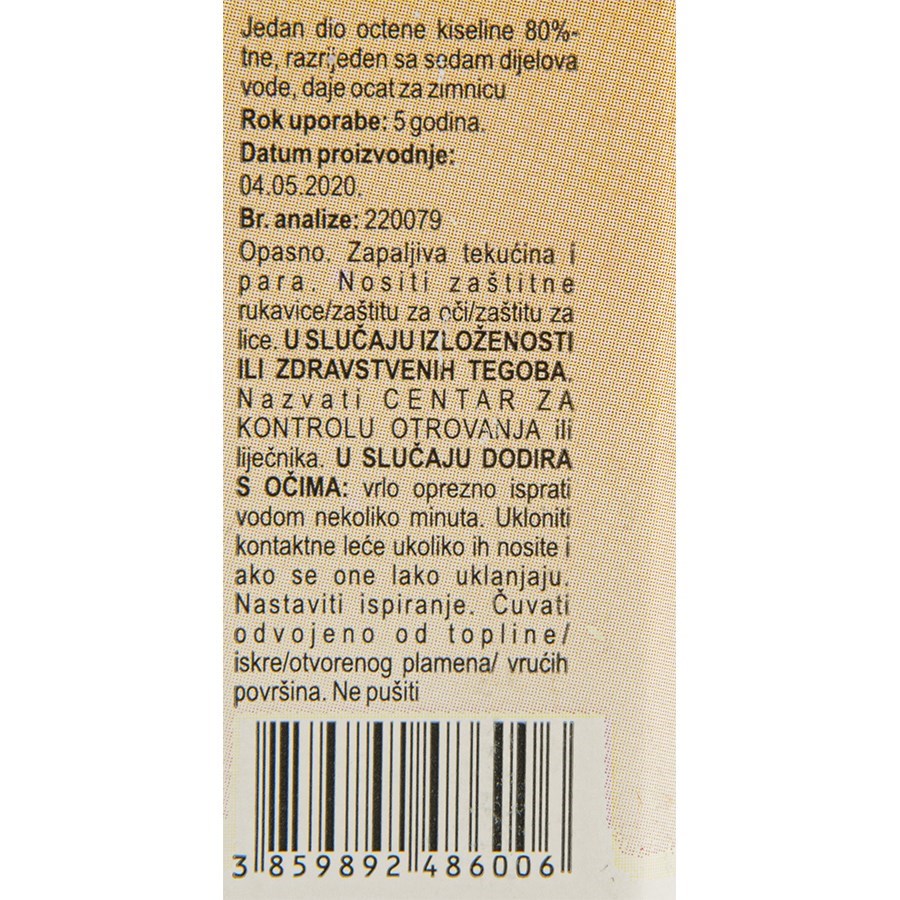 Jedan dio octene kiseline 80%-
tne, razrijeđen sa sedam dijelova
vode, daje ocat za zimnicu
Rok uporabe: 5 godina.
Datum proizvodnje:
04.05.2020.
Br. analize: 220079
Opasno. Zapaljiva tekućina i
para. Nositi zaštitne
rukavice/zaštitu za oči/zaštitu za
lice. U SLUČAJU IZLOŽENOSTI
ILI ZDRAVSTVENIH TEGOBA.
Nazvati CENTAR ZA
KONTROLU OTROVANJA ili
liječnika. U SLUČAJU DODIRA
S OČIMA: vrlo oprezno isprati
vodom nekoliko minuta. Ukloniti
kontaktne leće ukoliko ih nosite i
ako se one lako uklanjaju.
Nastaviti ispiranje. Čuvati
odvojeno od topline/
iskre/otvorenog plamena/ vrućih
površina. Ne pušiti
3 859892 486006